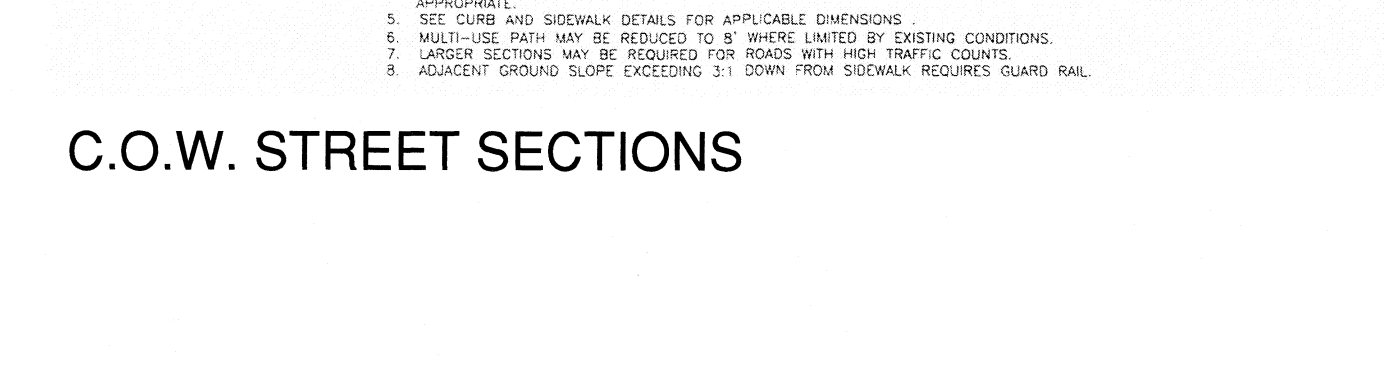 APPROPRIATE.
5. SEE CURB AND SIDEWALK DETAILS FOR APPLICABLE DIMENSIONS .
6. MULTI-USE PATH MAY BE REDUCED TO 8' WHERE LIMITED BY EXISTING CONDITIONS.
7. LARGER SECTIONS MAY BE REQUIRED FOR ROADS WITH HIGH TRAFFIC COUNTS.
8. ADJACENT GROUND SLOPE EXCEEDING 3:1 DOWN FROM SIDEWALK REQUIRES GUARD RAIL.
C.O.W. STREET SECTIONS